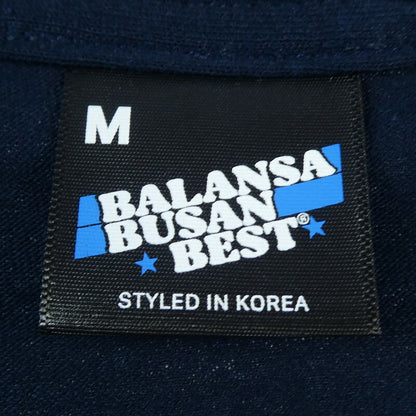 M
BALANSA
BUSAN
BEST®
STYLED IN KOREA